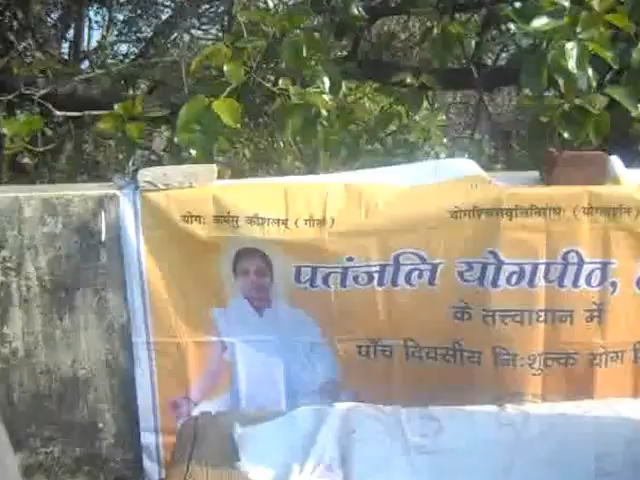 योगः कर्मसु कौशलम् ( गीता )
योगश्चित्तवृत्तिनिरोधः ( योगदर्शन
पतंजलि योगपीठ,
के तत्त्वाधान में
पाँच दिवसीय निःशुल्क योग